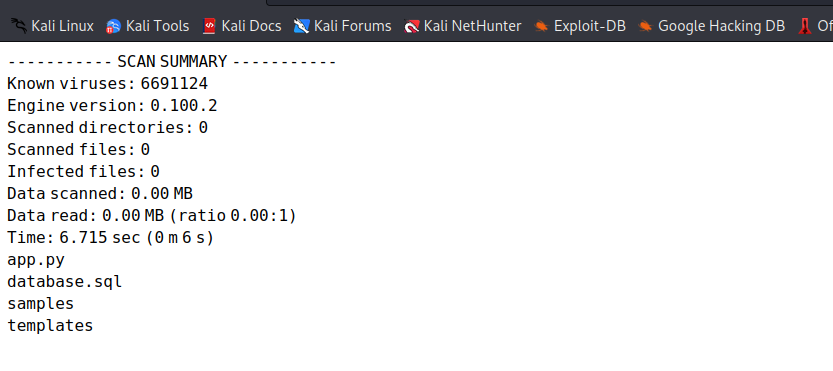 Kali Linux Kali Tools Kali Docs Kali Forums Kali NetHunter Exploit-DB Google Hacking DB
----------- SCAN SUMMARY -----------
Known viruses: 6691124
Engine version: 0.100.2
Scanned directories: 0
Scanned files: 0
Infected files: 0
Data scanned: 0.00 MB
Data read: 0.00 MB (ratio 0.00:1)
Time: 6.715 sec (0 m 6 s)
app.py
database.sql
samples
templates